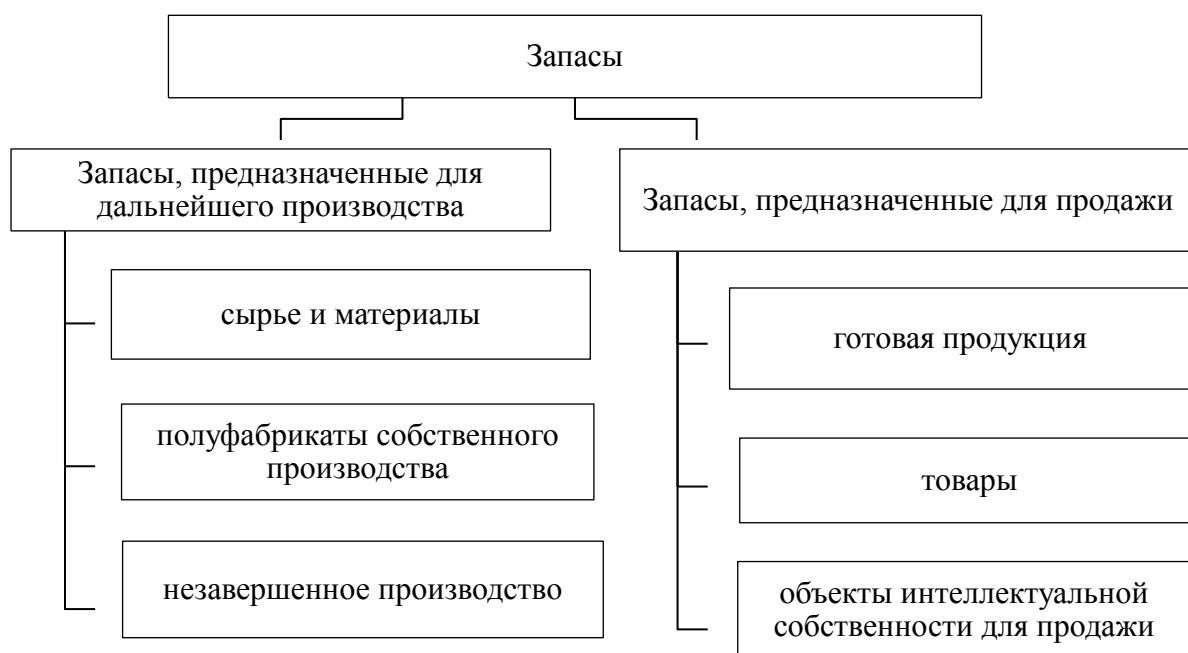 Запасы
Запасы, предназначенные для
дальнейшего производства
сырье и материалы
полуфабрикаты собственного
производства
незавершенное производство
Запасы, предназначенные для продажи
готовая продукция
товары
объекты интеллектуальной
собственности для продажи